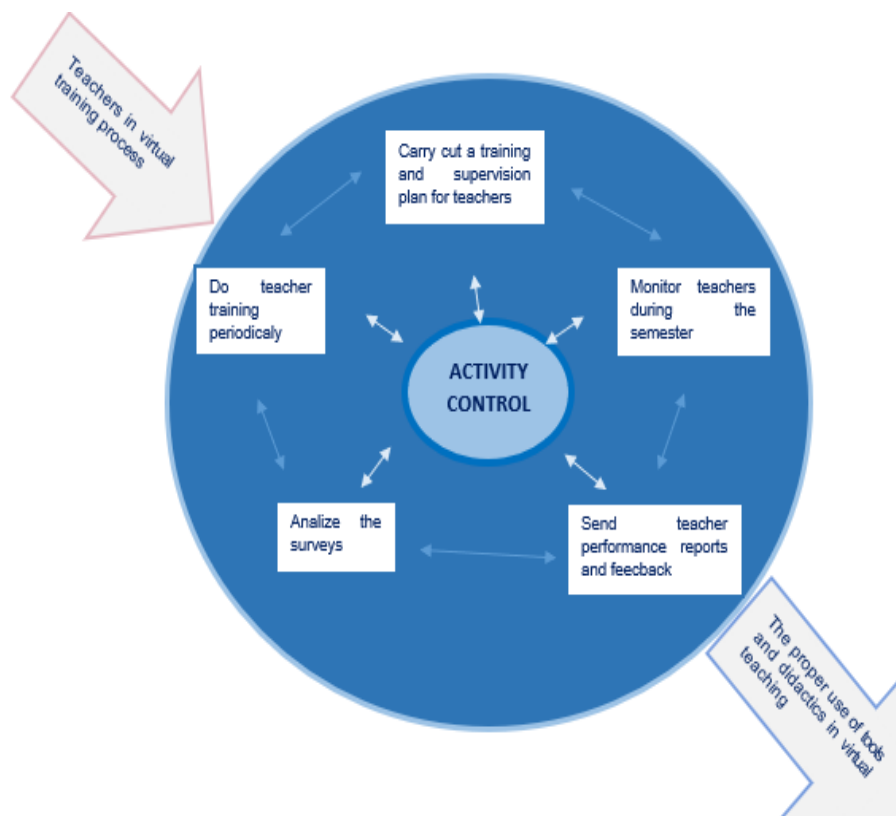 Teachers in virtual
training process
Carry cut a training
and supervision
plan for teachers
Do teacher
training
periodicaly
Monitor teachers
during the
semester
ACTIVITY
CONTROL
Analize the
surveys
Send teacher
performance reports
and feecback
The proper use of tools
and didactics in virtual
teaching